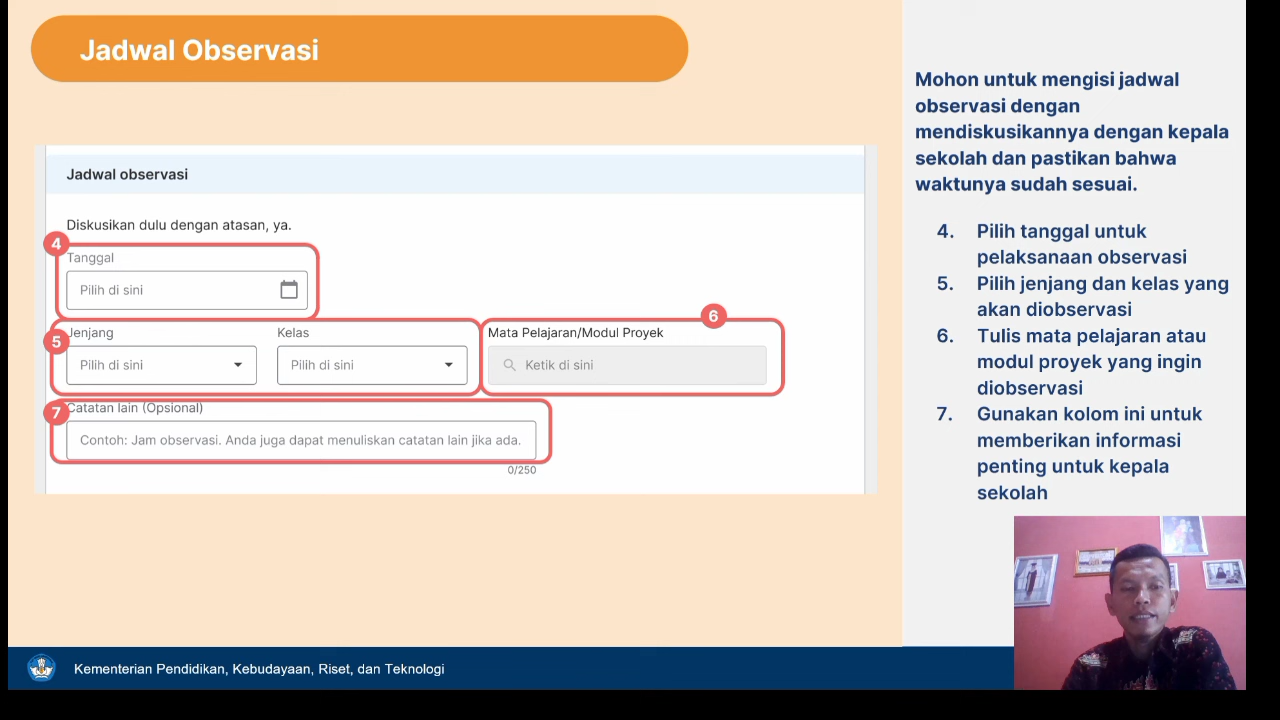 Jadwal Observasi
Jadwal observasi
Diskusikan dulu dengan atasan, ya.
4
Tanggal
Pilih di sini
5
Jenjang
Kelas
6
Mata Pelajaran/Modul Proyek
Pilih di sini
Pilih di sini
Ketik di sini
7
Catatan lain (Opsional)
Contoh: Jam observasi. Anda juga dapat menuliskan catatan lain jika ada.
0/250
Mohon untuk mengisi jadwal
observasi dengan
mendiskusikannya dengan kepala
sekolah dan pastikan bahwa
waktunya sudah sesuai.
4. Pilih tanggal untuk
pelaksanaan observasi
5. Pilih jenjang dan kelas yang
akan diobservasi
6. Tulis mata pelajaran atau
modul proyek yang ingin
diobservasi
7. Gunakan kolom ini untuk
memberikan informasi
penting untuk kepala
sekolah
Kementerian Pendidikan, Kebudayaan, Riset, dan Teknologi